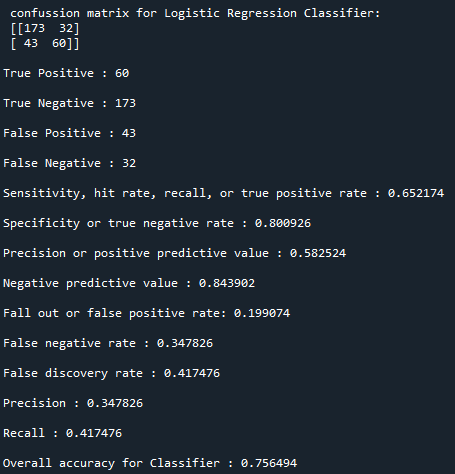 confussion matrix for Logistic Regression Classifier:
[[173  32]
[ 43  60]]
True Positive : 60
True Negative : 173
False Positive : 43
False Negative : 32
Sensitivity, hit rate, recall, or true positive rate : 0.652174
Specificity or true negative rate : 0.800926
Precision or positive predictive value : 0.582524
Negative predictive value : 0.843902
Fall out or false positive rate: 0.199074
False negative rate : 0.347826
False discovery rate : 0.417476
Precision : 0.347826
Recall : 0.417476
Overall accuracy for Classifier : 0.756494